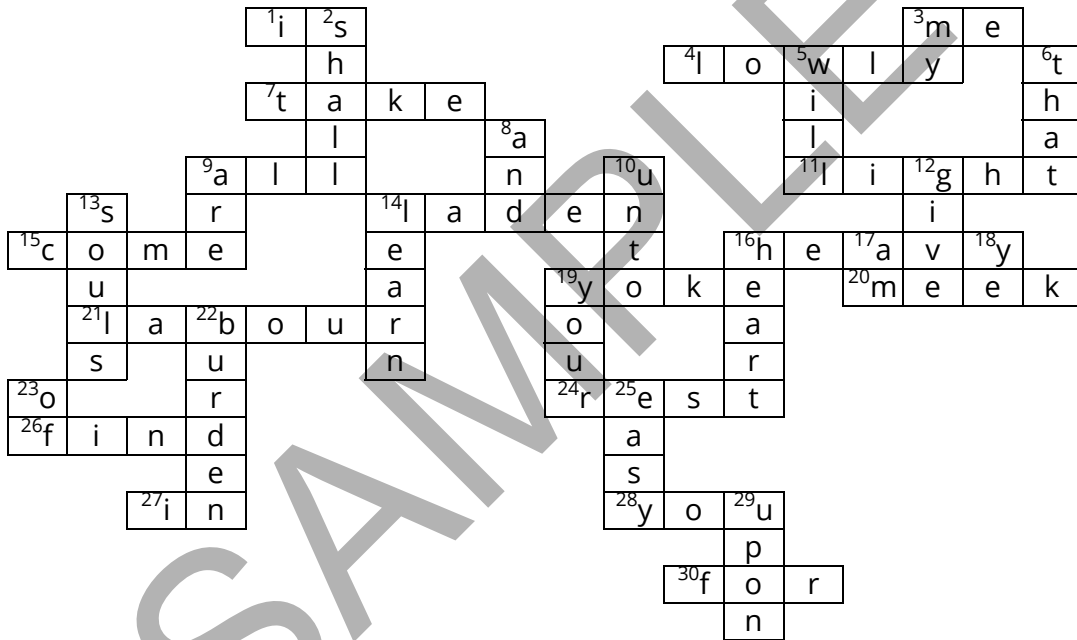 1i 2s 3m e
h 4l o 5w l y 6t
7t a k e i h
l 8a l a
9a l l n 10u 11l i 12g h t
13s r 14l a d e n i
15c o m e e t 16h e 17a v 18y
u a 19y o k e 20m e e k
21l a 22b o u r o a
s u n u r
23o r 24r 25e s t
26f i n d a
e s
27i n 28y o 29u
p
30f o r
n
SAMPLE